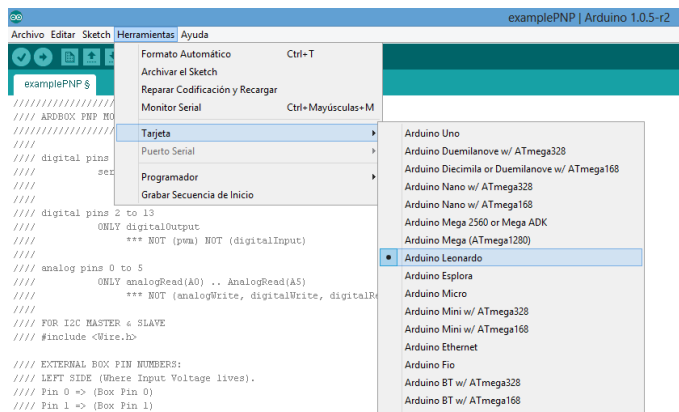 examplePNP | Arduino 1.0.5-r2
Archivo Editar Sketch Herramientas Ayuda
Formato Automático Ctrl+T
Archivar el Sketch
Reparar Codificación y Recargar
Monitor Serial Ctrl+Mayúsculas+M
Tarjeta
Puerto Serial
Programador
Grabar Secuencia de Inicio
Arduino Uno
Arduino Duemilanove w/ ATmega328
Arduino Diecimila or Duemilanove w/ ATmega168
Arduino Nano w/ ATmega328
Arduino Nano w/ ATmega168
Arduino Mega 2560 or Mega ADK
Arduino Mega (ATmega1280)
Arduino Leonardo
Arduino Esplora
Arduino Micro
Arduino Mini w/ ATmega328
Arduino Mini w/ ATmega168
Arduino Ethernet
Arduino Fio
Arduino BT w/ ATmega328
Arduino BT w/ ATmega168
examplePNP §
//////////////////
//// ARDBOX PNP MO
//////////////////
////
//// digital pins
//// ser
////
////
//// digital pins 2 to 13
//// ONLY digitalOutput
//// *** NOT (pwm) NOT (digitalInput)
////
//// analog pins 0 to 5
//// ONLY analogRead(A0) .. AnalogRead(A5)
//// *** NOT (analogWrite, digitalWrite, digitalRe
////
//// FOR I2C MASTER & SLAVE
//// #include <Wire.h>
//// EXTERNAL BOX PIN NUMBERS:
//// LEFT SIDE (Where Input Voltage lives).
//// Pin 0 => (Box Pin 0)
//// Pin 1 => (Box Pin 1)